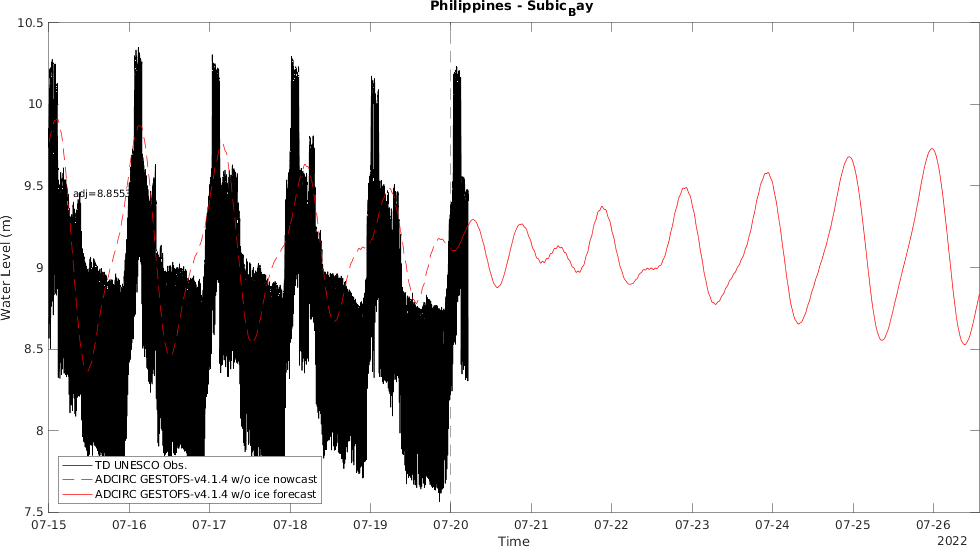 Philippines - Subic_Bay
10.5
10
9.5
9
8.5
8
7.5
Water Level (m)
adj=8.8553
TD UNESCO Obs.
ADCIRC GESTOFS-v4.1.4 w/o ice nowcast
ADCIRC GESTOFS-v4.1.4 w/o ice forecast
07-15 07-16 07-17 07-18 07-19 07-20 07-21 07-22 07-23 07-24 07-25 07-26
Time
2022